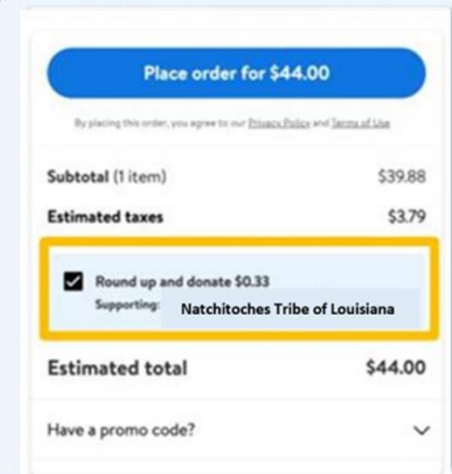 Place order for $44.00
By placing this order, you agree to our Privacy Policy and Terms of Use
Subtotal (1 item) $39.88
Estimated taxes $3.79
Round up and donate $0.33
Supporting: Natchitoches Tribe of Louisiana
Estimated total $44.00
Have a promo code?